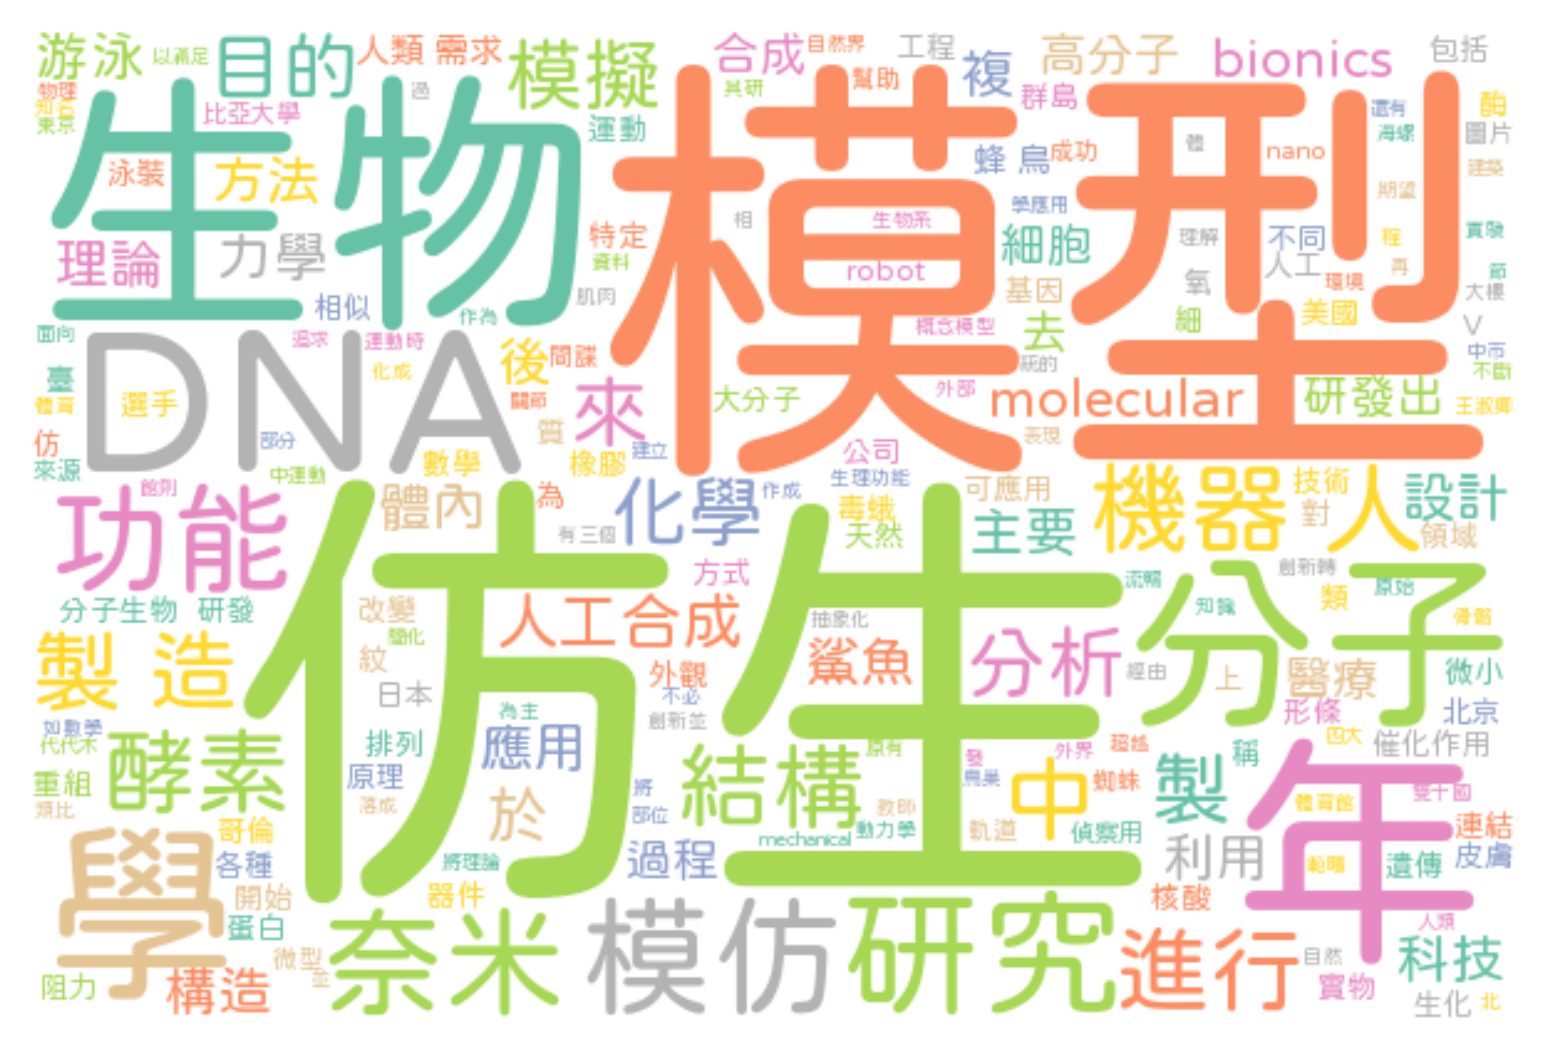 游泳 以滿足 目的 人類 需求 模擬 合成 自然界 工程 複 高分子 bionics 包括
物理 知名 東京 比亞大學 過 運動 其研 幫助 群島 還有 酶
生物 模型 海螺 圖片
泳裝 方法 蜂鳥 成功 體 nano 建築
理論 力學 特定 相 生物系 學應用 期望
資料 robot 細胞 理解 不同 程 實驗
相似 肌肉 基因 氧 人工 環境 再 節 大樓
面向 追求 運動時 作為 概念模型 去 細 美國 V
DNA 後 間諜 統的 土 中市
臺 化成 不斷
體育 選手 關節 來 大分子 外部 molecular 研發出 王淑卿
仿 部分 質 建立 公司 表現
來源 中運動 數學 橡膠 生理功能
功能 館則 體內 為 化學 作成 毒蛾 可應用 機器人 技術 設計
有三個 天然 主要 對 領域
仿生 方式 流暢 分子 創新轉 原始
分子生物 研發 改變 簡化 人工合成 抽象化 知識 類 骨骼
製造 紋 鯊魚 分析 經由 上 醫療 微小
日本 外觀 不必 形條 北京
如數學 為主 創新並
代代木 酵素 排列 應用 結構 原有 發 外界 超越 稱 四大 催化作用
重組 原理 將 鳥巢 中 蜘蛛 製 年
類比 落成 於 部位 教師 體育館 雙十國
學 哥倫 mechanical 動力學 軌道 偵察用 連結
各種 將理論 過程 利用 範疇 遺傳 皮膚
開始 器件 核酸
蛋白 奈米 模仿 研究 人類
微型 進行 自然 科技
阻力 構造 並 實物 生化 北